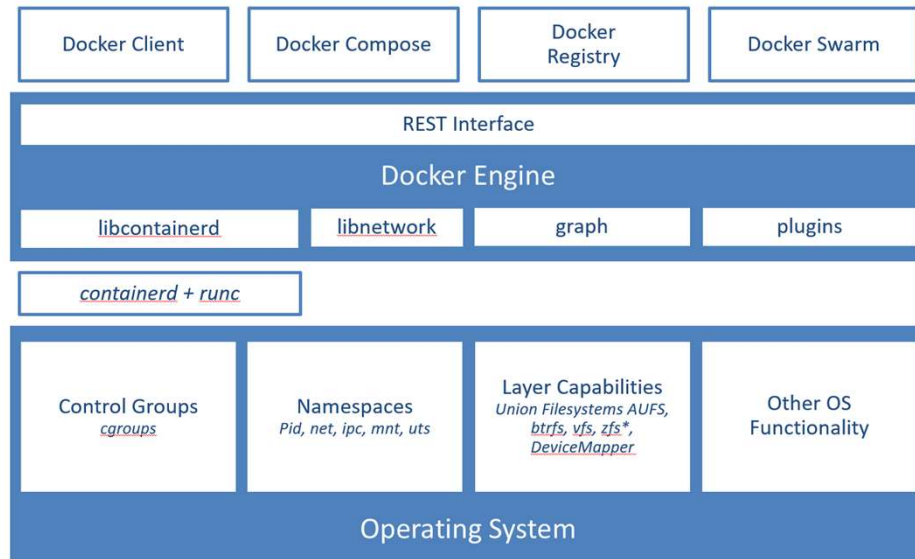 Docker Client
Docker Compose
Docker
Registry
Docker Swarm
REST Interface
Docker Engine
libcontainerd
libnetwork
graph
plugins
containerd + runc
Control Groups
cgroups
Namespaces
Pid, net, ipc, mnt, uts
Layer Capabilities
Union Filesystems AUFS,
btrfs, vfs, zfs*,
DeviceMapper
Other OS
Functionality
Operating System